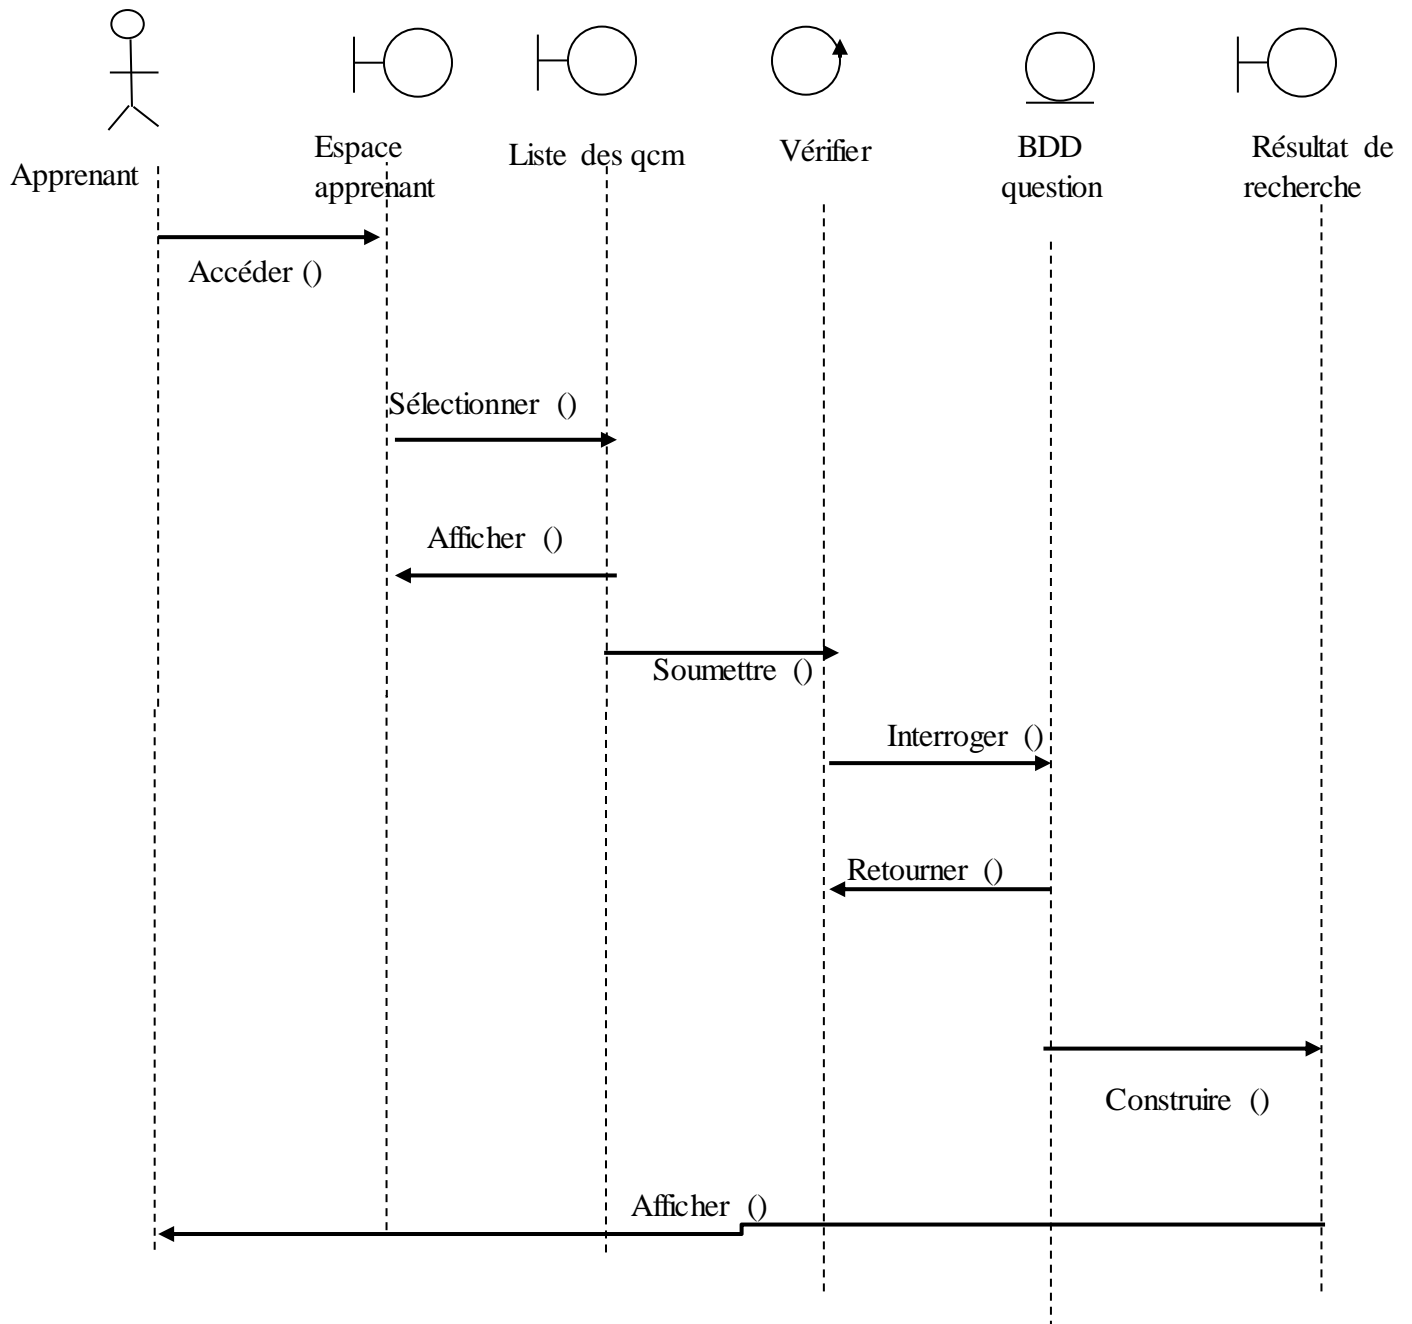 Apprenant
Espace
apprenant
Liste des qcm
Vérifier
BDD
question
Résultat de
recherche
Accéder ()
Sélectionner ()
Afficher ()
Soumettre ()
Interroger ()
Retourner ()
Construire ()
Afficher ()